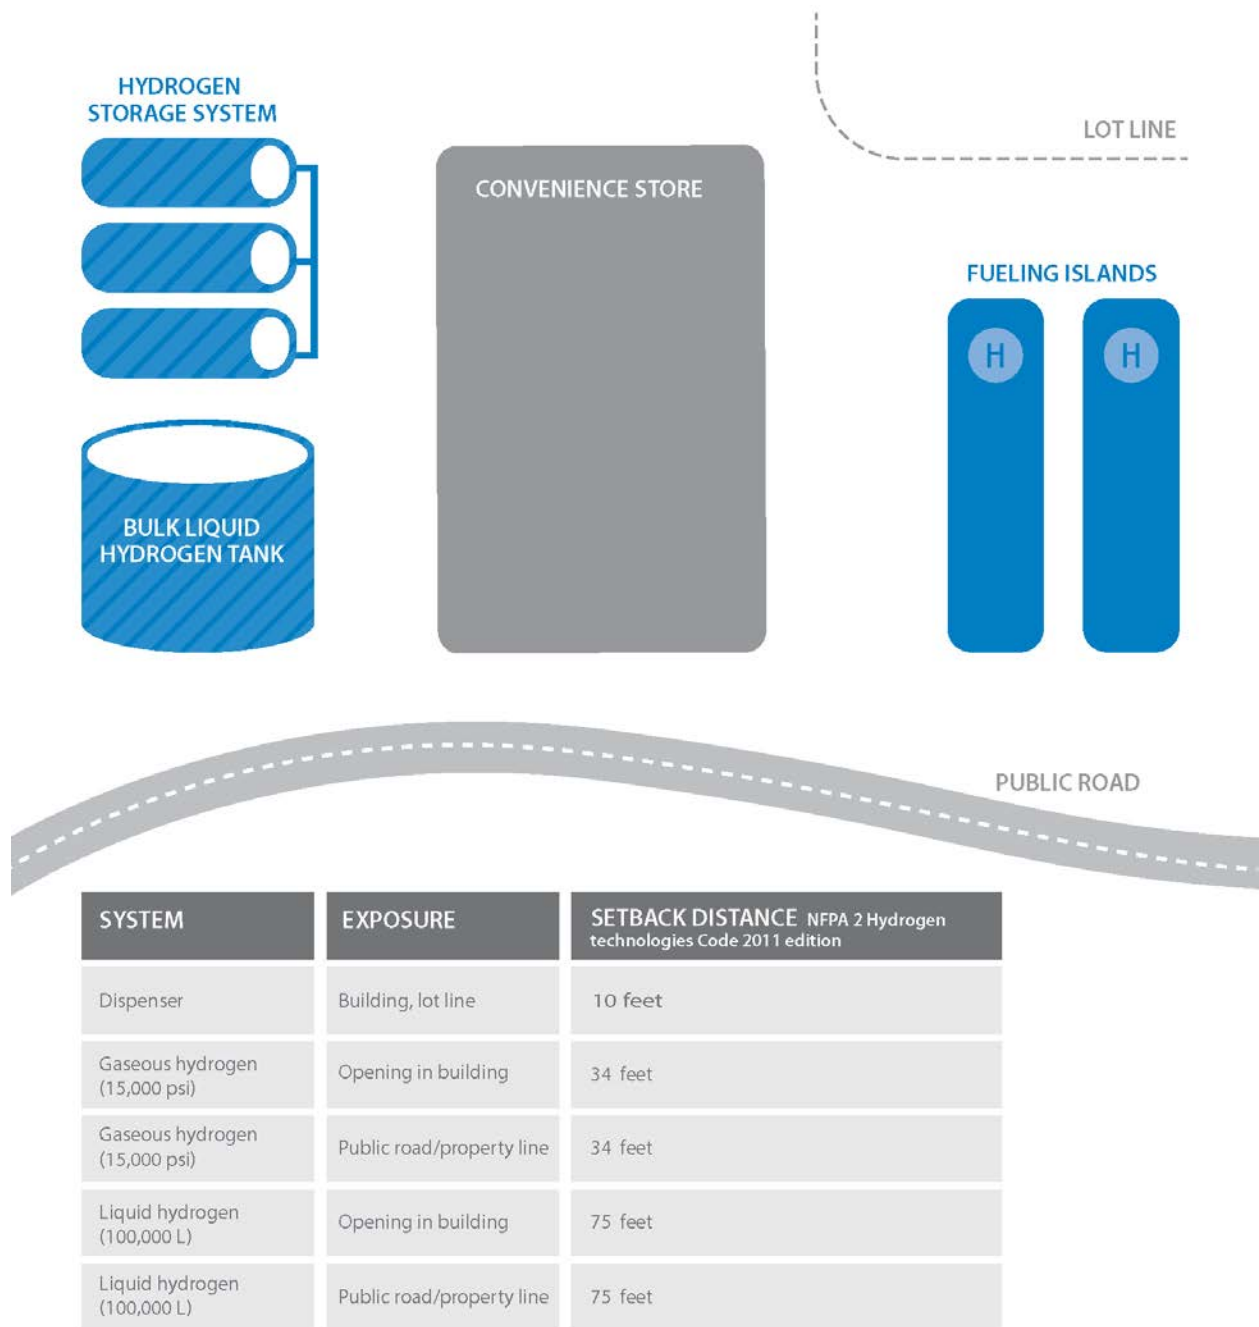 HYDROGEN
STORAGE SYSTEM
LOT LINE
CONVENIENCE STORE
FUELING ISLANDS
H
H
BULK LIQUID
HYDROGEN TANK
PUBLIC ROAD
SYSTEM
EXPOSURE
SETBACK DISTANCE NFPA 2 Hydrogen
technologies Code 2011 edition
Dispenser
Building, lot line
10 feet
Gaseous hydrogen
(15,000 psi)
Opening in building
34 feet
Gaseous hydrogen
(15,000 psi)
Public road/property line
34 feet
Liquid hydrogen
(100,000 L)
Opening in building
75 feet
Liquid hydrogen
(100,000 L)
Public road/property line
75 feet